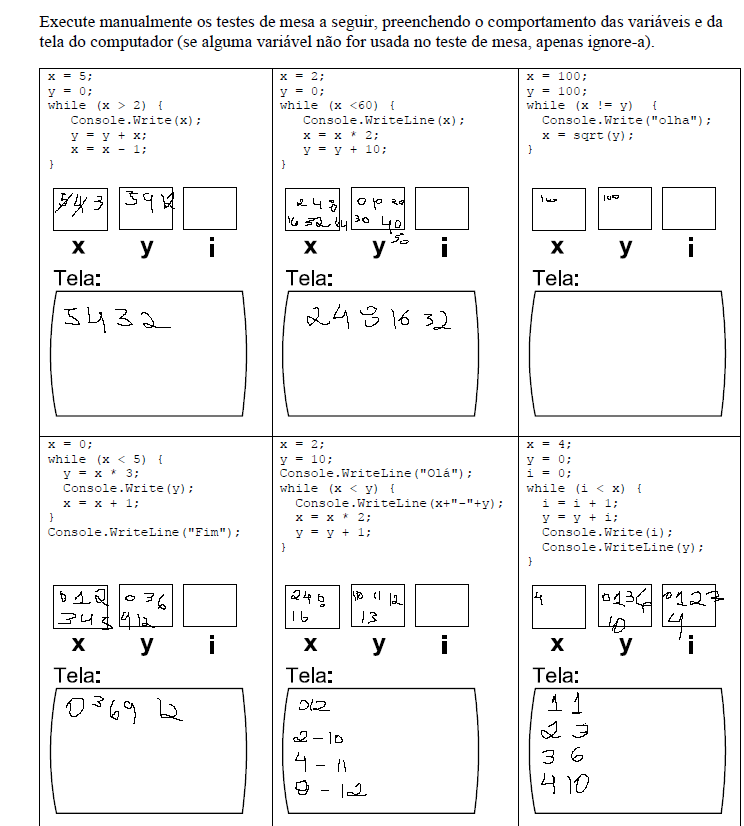 Execute manualmente os testes de mesa a seguir, preenchendo o comportamento das variáveis e da
tela do computador (se alguma variável não for usada no teste de mesa, apenas ignore-a).
x = 5;
y = 0;
while (x > 2) {
Console.Write(x);
y = y + x;
x = x - 1;
}
5 4 3
5 9 12
x y i
Tela:
5 4 3 2
x = 2;
y = 0;
while (x <60) {
Console.WriteLine(x);
x = x * 2;
y = y + 10;
}
2 4 8
16 32 64
0 10 20
30 40
50
x y i
Tela:
2 4 8 16 32
x = 100;
y = 100;
while (x != y) {
Console.Write("olha");
x = sqrt(y);
}
100
100
x y i
Tela:
x = 0;
while (x < 5) {
y = x * 3;
Console.Write(y);
x = x + 1;
}
Console.WriteLine("Fim");
0 1 2
3 4 5
0 3 6
9 12
x y i
Tela:
0 3 6 9 12
x = 2;
y = 10;
Console.WriteLine("Olá");
while (x < y) {
Console.WriteLine(x+"-"+y);
x = x * 2;
y = y + 1;
}
2 4 8
16
10 11 12
13
x y i
Tela:
2 - 10
4 - 11
8 - 12
x = 4;
y = 0;
i = 0;
while (i < x) {
i = i + 1;
y = y + i;
Console.Write(i);
Console.WriteLine(y);
}
4
0 1 3 6
10
0 1 2 3
4
x y i
Tela:
1 1
2 3
3 6
4 10